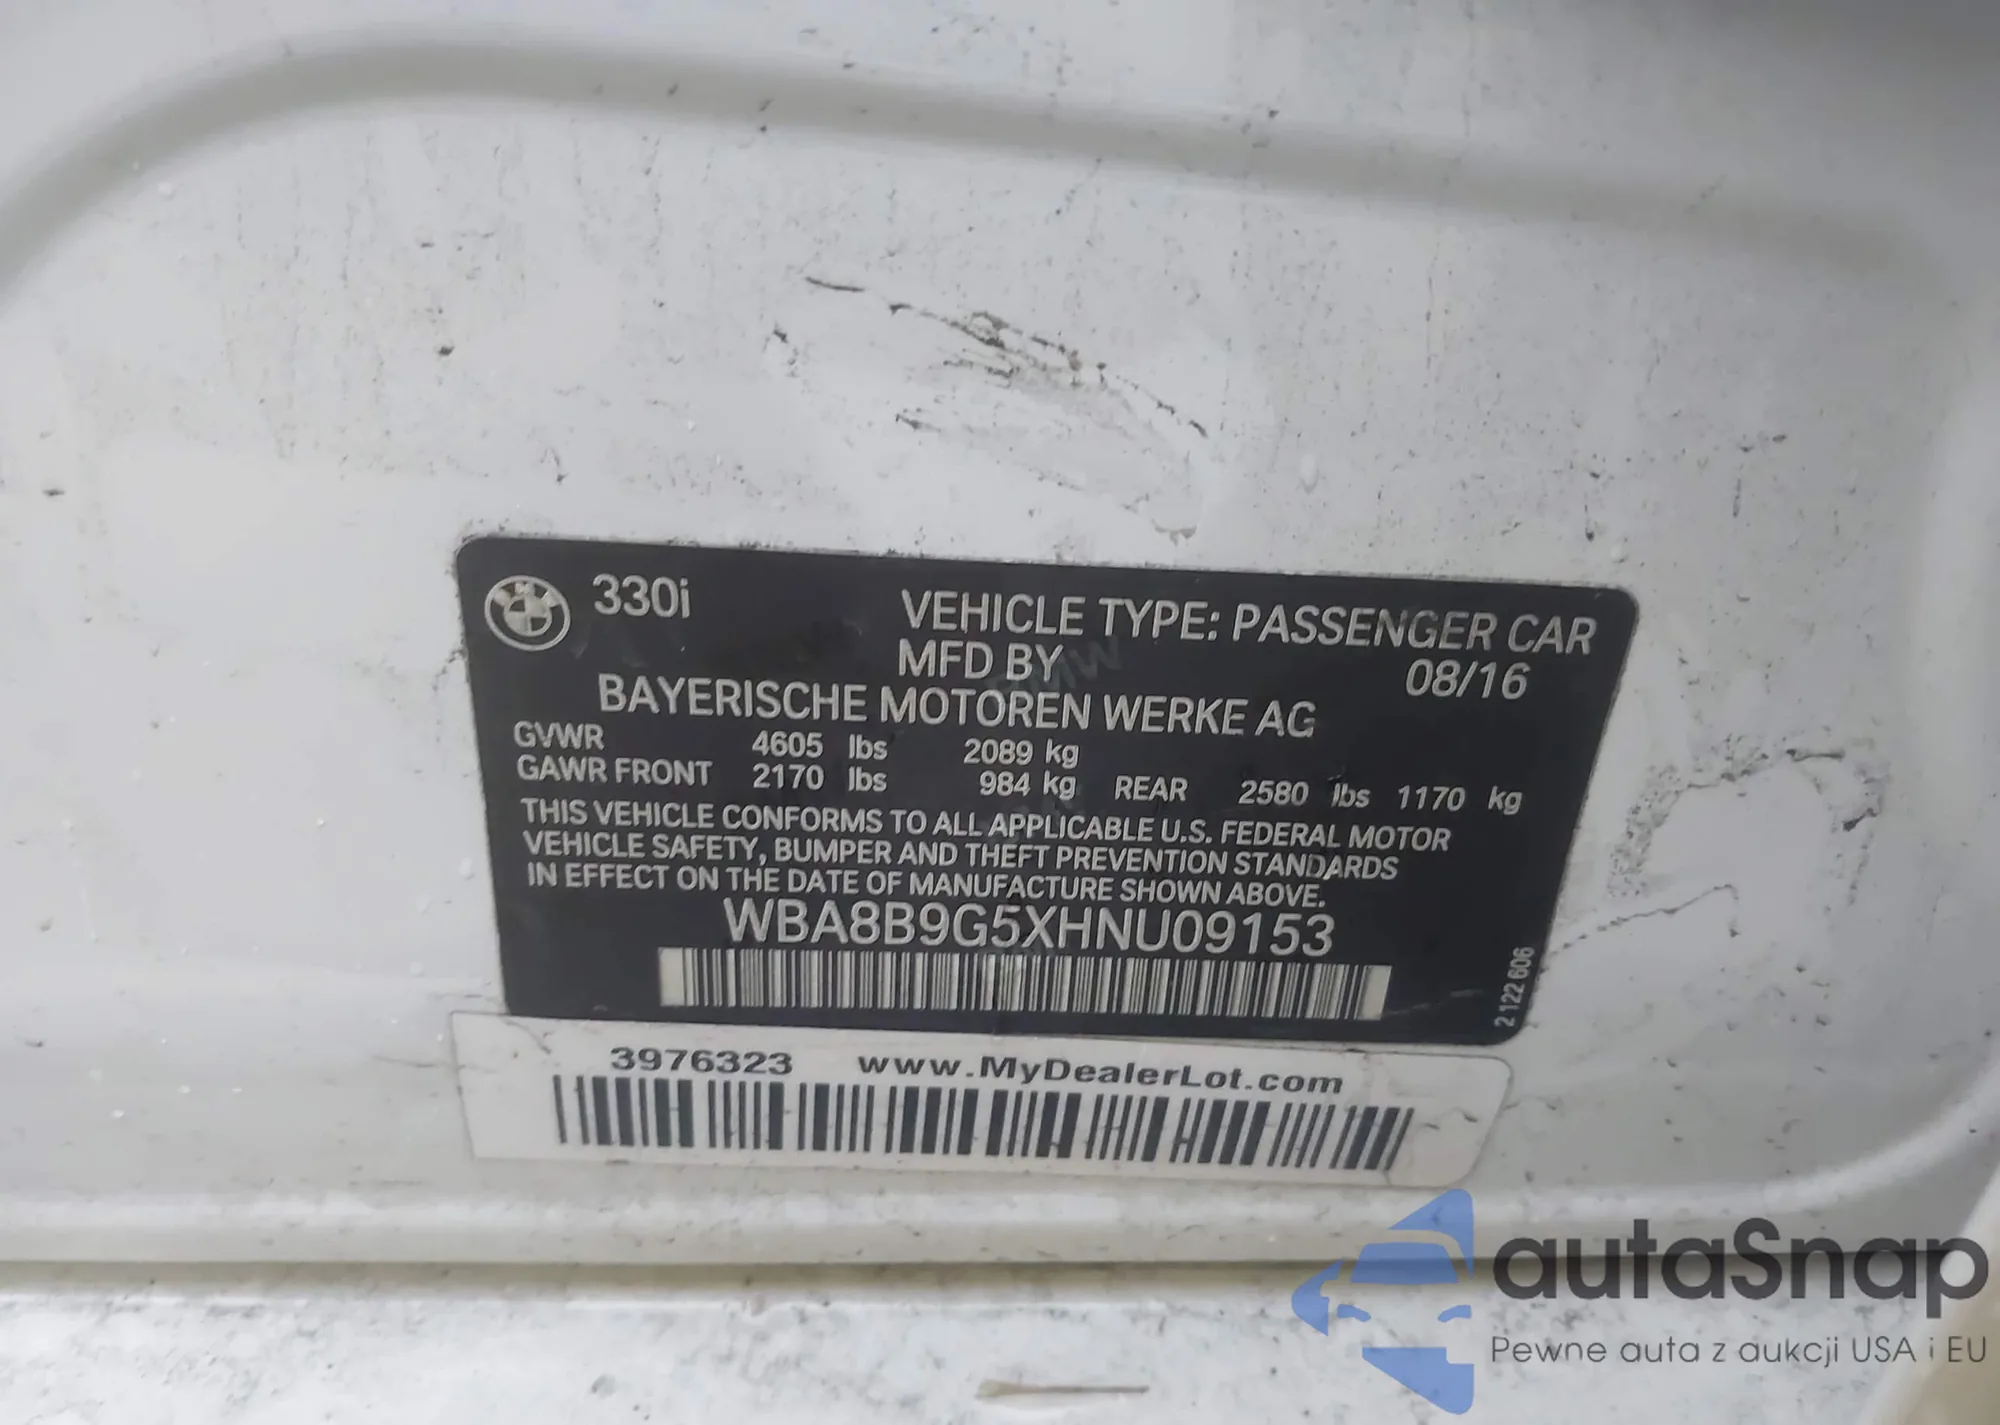 330i
VEHICLE TYPE: PASSENGER CAR
MFD BY 08/16
BAYERISCHE MOTOREN WERKE AG
GVWR 4605 lbs 2089 kg
GAWR FRONT 2170 lbs 984 kg REAR 2580 lbs 1170 kg
THIS VEHICLE CONFORMS TO ALL APPLICABLE U.S. FEDERAL MOTOR
VEHICLE SAFETY, BUMPER AND THEFT PREVENTION STANDARDS
IN EFFECT ON THE DATE OF MANUFACTURE SHOWN ABOVE.
WBA8B9G5XHNU09153
2 122 606
3976323 www.MyDealerLot.com
autaSnap
Pewne auta z aukcji USA i EU